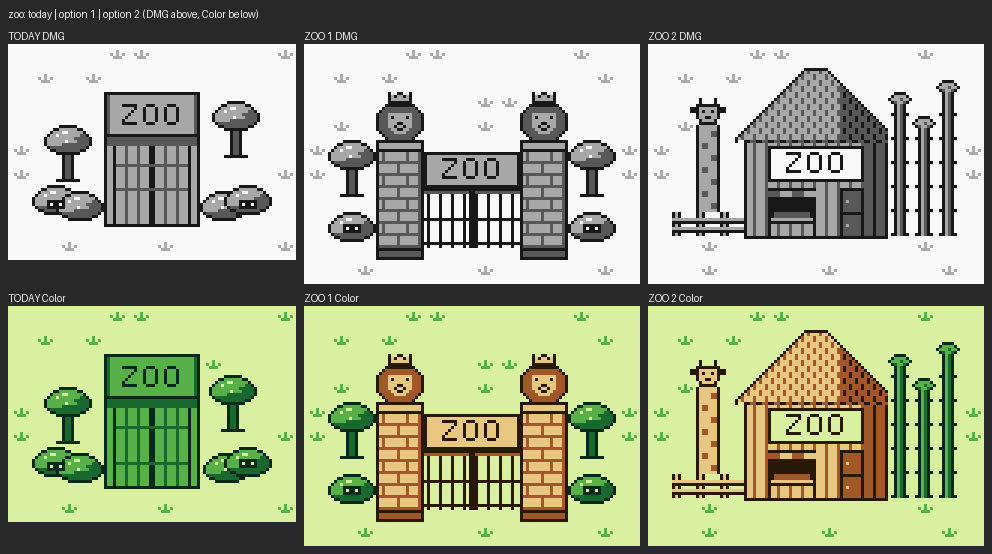 zoo: today | option 1 | option 2 (DMG above, Color below)
TODAY DMG
ZOO 1 DMG
ZOO 2 DMG
ZOO
ZOO
ZOO
TODAY Color
ZOO 1 Color
ZOO 2 Color
ZOO
ZOO
ZOO